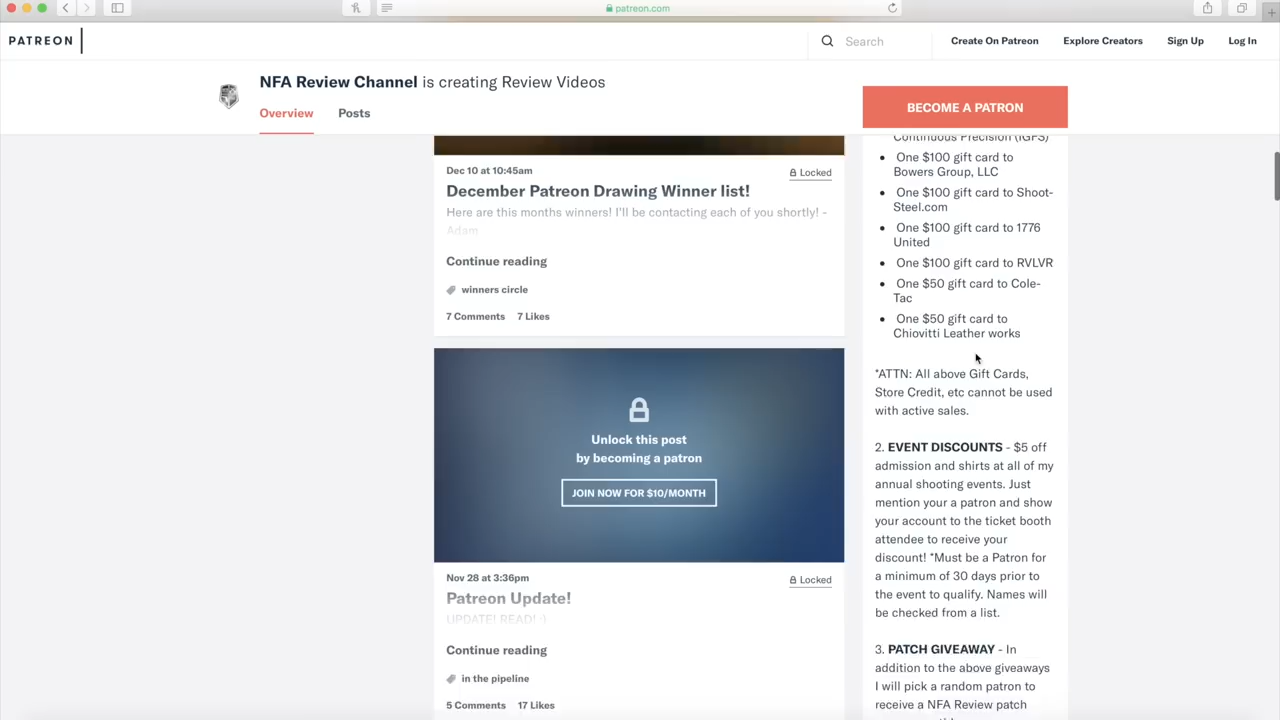 patreon.com
PATREON
Search
Create On Patreon
Explore Creators
Sign Up
Log In
NFA Review Channel is creating Review Videos
Overview
Posts
BECOME A PATRON
Dec 10 at 10:45am
Locked
December Patreon Drawing Winner list!
Here are this months winners! I'll be contacting each of you shortly! -
Adam
Continue reading
winners circle
7 Comments 7 Likes
Unlock this post
by becoming a patron
JOIN NOW FOR $10/MONTH
Nov 28 at 3:36pm
Locked
Patreon Update!
UPDATE! READ! :)
Continue reading
in the pipeline
5 Comments 17 Likes
Continuous Precision (IGFS)
• One $100 gift card to
Bowers Group, LLC
• One $100 gift card to Shoot-
Steel.com
• One $100 gift card to 1776
United
• One $100 gift card to RVLVR
• One $50 gift card to Cole-
Tac
• One $50 gift card to
Chiovitti Leather works
*ATTN: All above Gift Cards,
Store Credit, etc cannot be used
with active sales.
2. EVENT DISCOUNTS - $5 off
admission and shirts at all of my
annual shooting events. Just
mention your a patron and show
your account to the ticket booth
attendee to receive your
discount! *Must be a Patron for
a minimum of 30 days prior to
the event to qualify. Names will
be checked from a list.
3. PATCH GIVEAWAY - In
addition to the above giveaways
I will pick a random patron to
receive a NFA Review patch